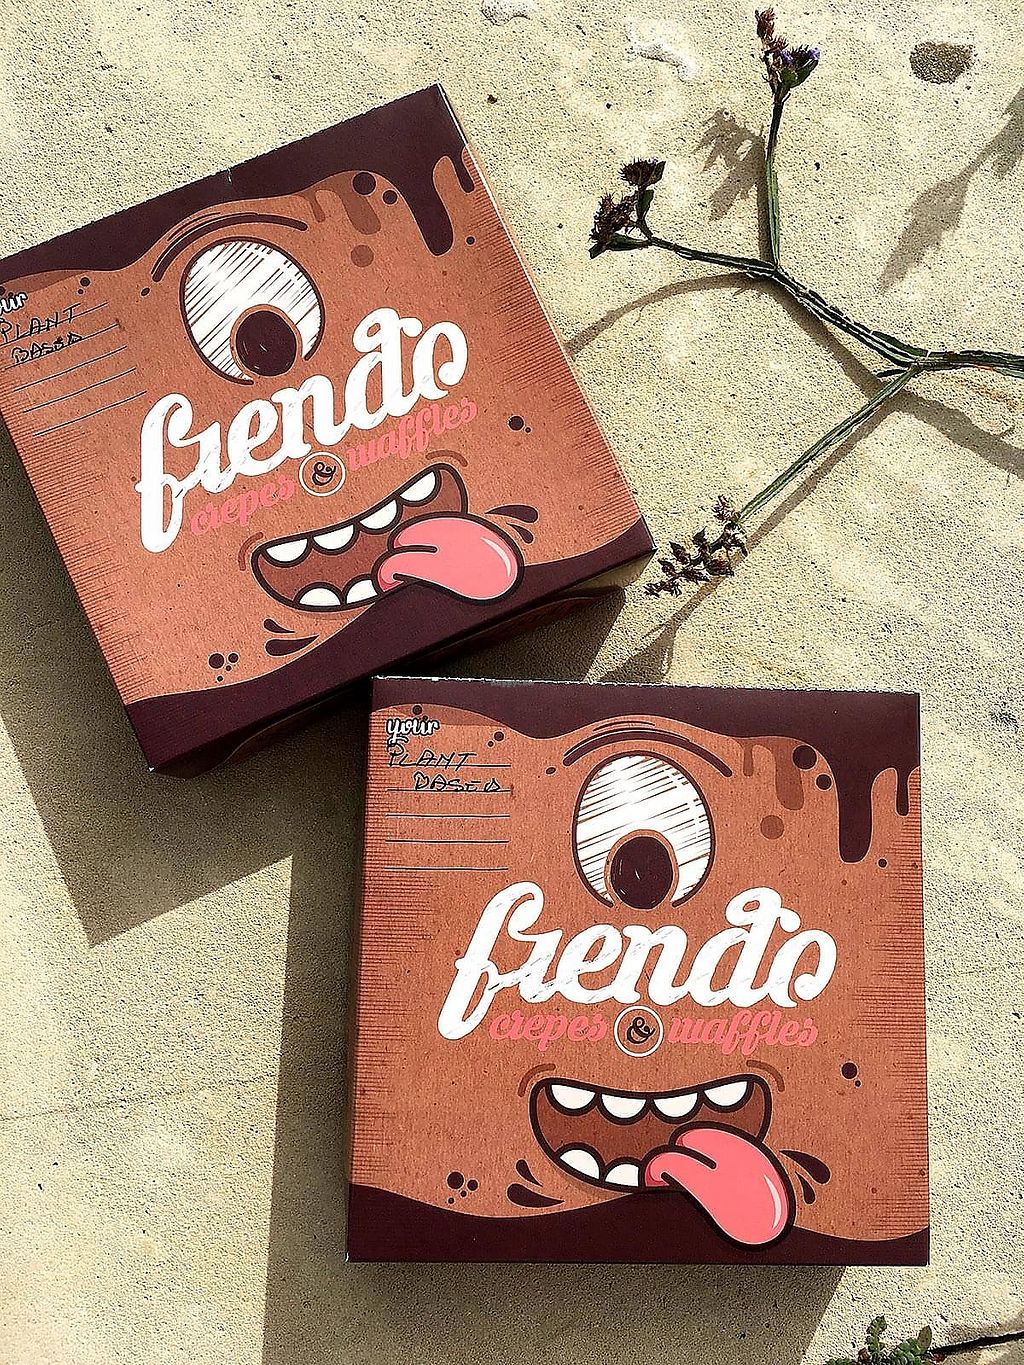 your
PLANT
BASED
frendo
crepes & waffles
your
PLANT
BASED
frendo
crepes & waffles